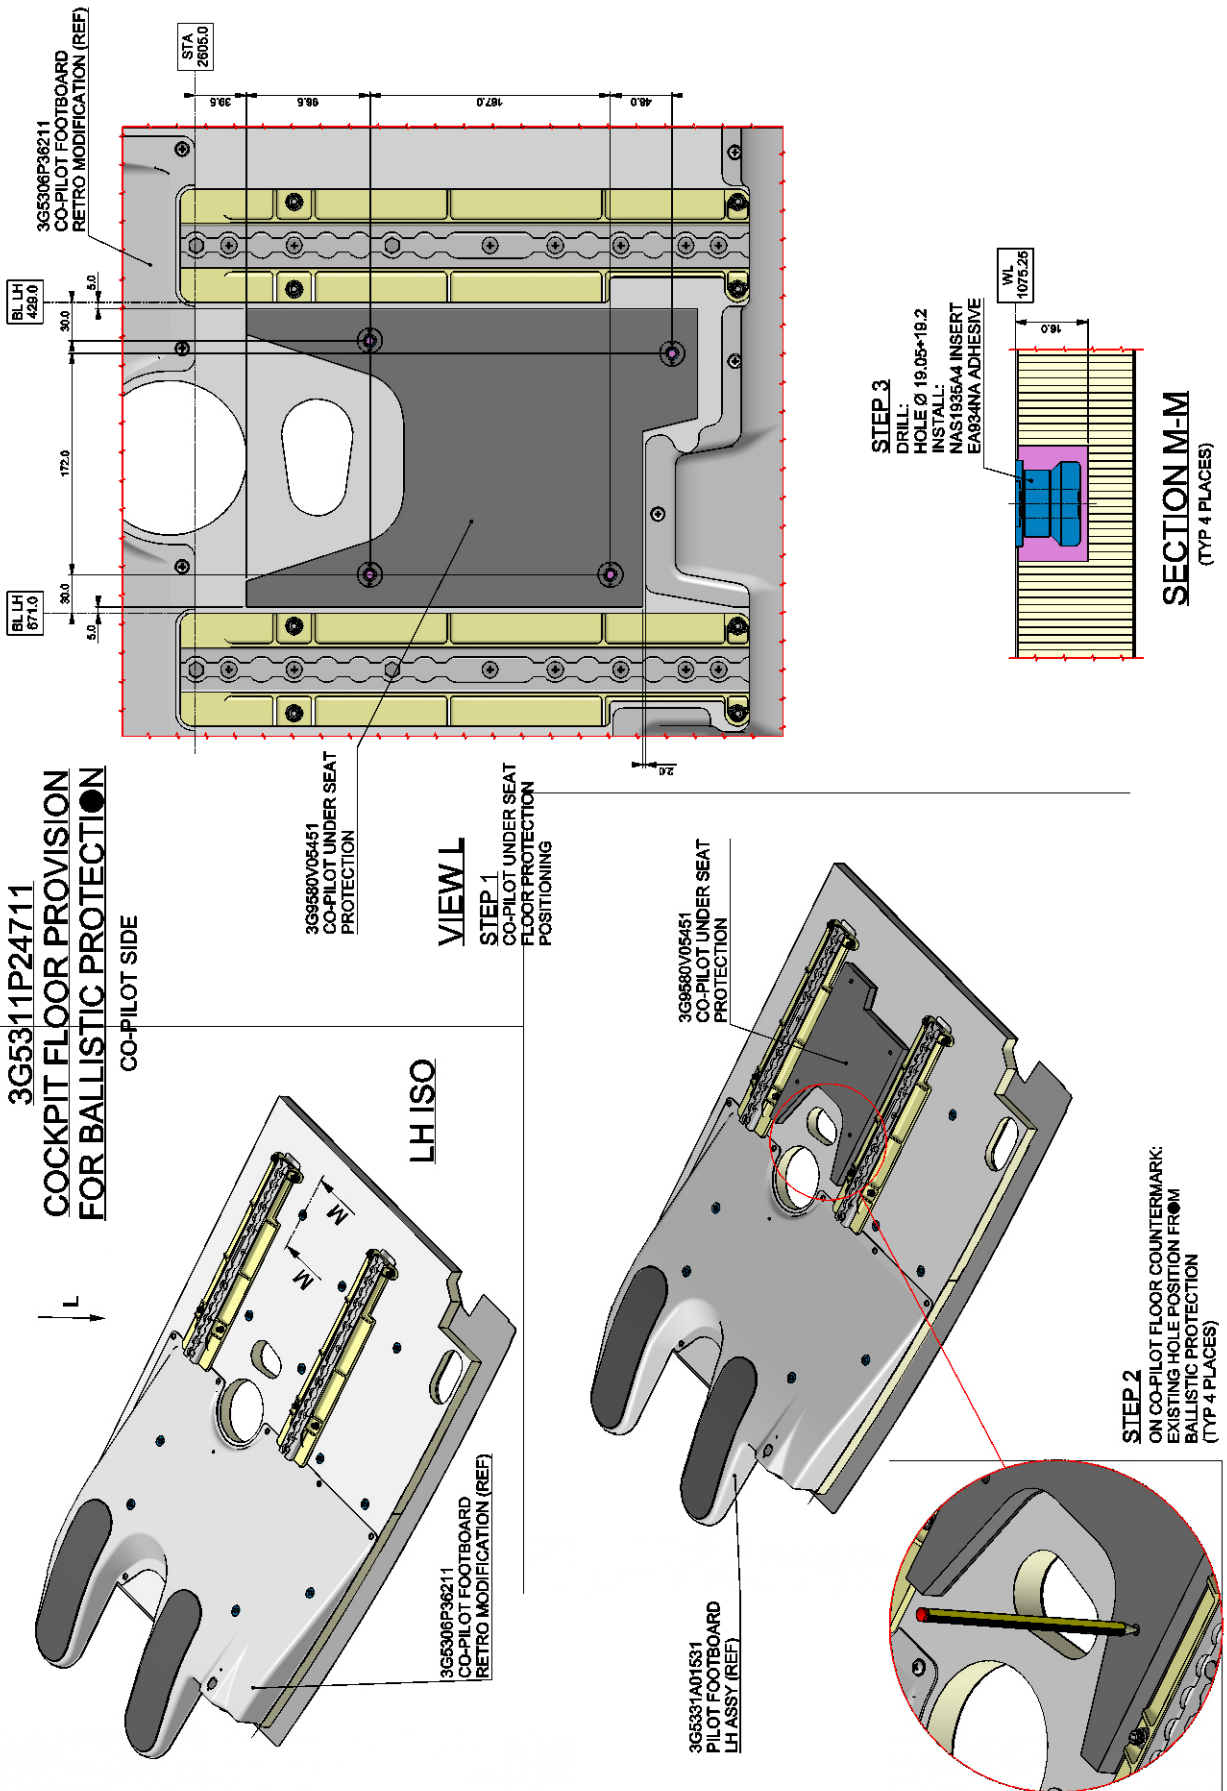 3G5311P24711
COCKPIT FLOOR PROVISION
FOR BALLISTIC PROTECTION
CO-PILOT SIDE
L
M
M
LH ISO
3G5306P36211
CO-PILOT FOOTBOARD
RETRO MODIFICATION (REF)
3G5306P36211
CO-PILOT FOOTBOARD
RETRO MODIFICATION (REF)
STA
2605.0
BL LH
429.0
BL LH
671.0
39.5
98.5
187.0
48.0
5.0
30.0
172.0
30.0
5.0
2.0
3G9580V05451
CO-PILOT UNDER SEAT
PROTECTION
VIEW L
STEP 1
CO-PILOT UNDER SEAT
FLOOR PROTECTION
POSITIONING
3G9580V05451
CO-PILOT UNDER SEAT
PROTECTION
3G5331A01531
PILOT FOOTBOARD
LH ASSY (REF)
STEP 2
ON CO-PILOT FLOOR COUNTERMARK:
EXISTING HOLE POSITION FROM
BALLISTIC PROTECTION
(TYP 4 PLACES)
STEP 3
DRILL:
HOLE Ø 19.05÷19.2
INSTALL:
NAS1935A4 INSERT
EA934NA ADHESIVE
WL
1075.25
16.0
SECTION M-M
(TYP 4 PLACES)